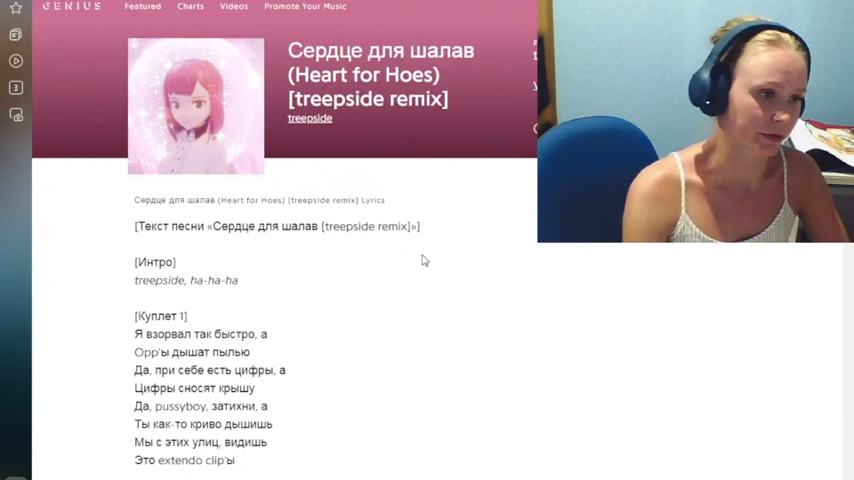 GENIUS
Featured Charts Videos Promote Your Music
Сердце для шалав
(Heart for Hoes)
[treepside remix]
treepside
3
Сердце для шалав (Heart for Hoes) [treepside remix] Lyrics
[Текст песни «Сердце для шалав [treepside remix]»]
[Интро]
treepside, ha-ha-ha
[Куплет 1]
Я взорвал так быстро, а
Opp'ы дышат пылью
Да, при себе есть цифры, а
Цифры сносят крышу
Да, pussyboy, затихни, а
Ты как-то криво дышишь
Мы с этих улиц, видишь
Это extendo clip'ы